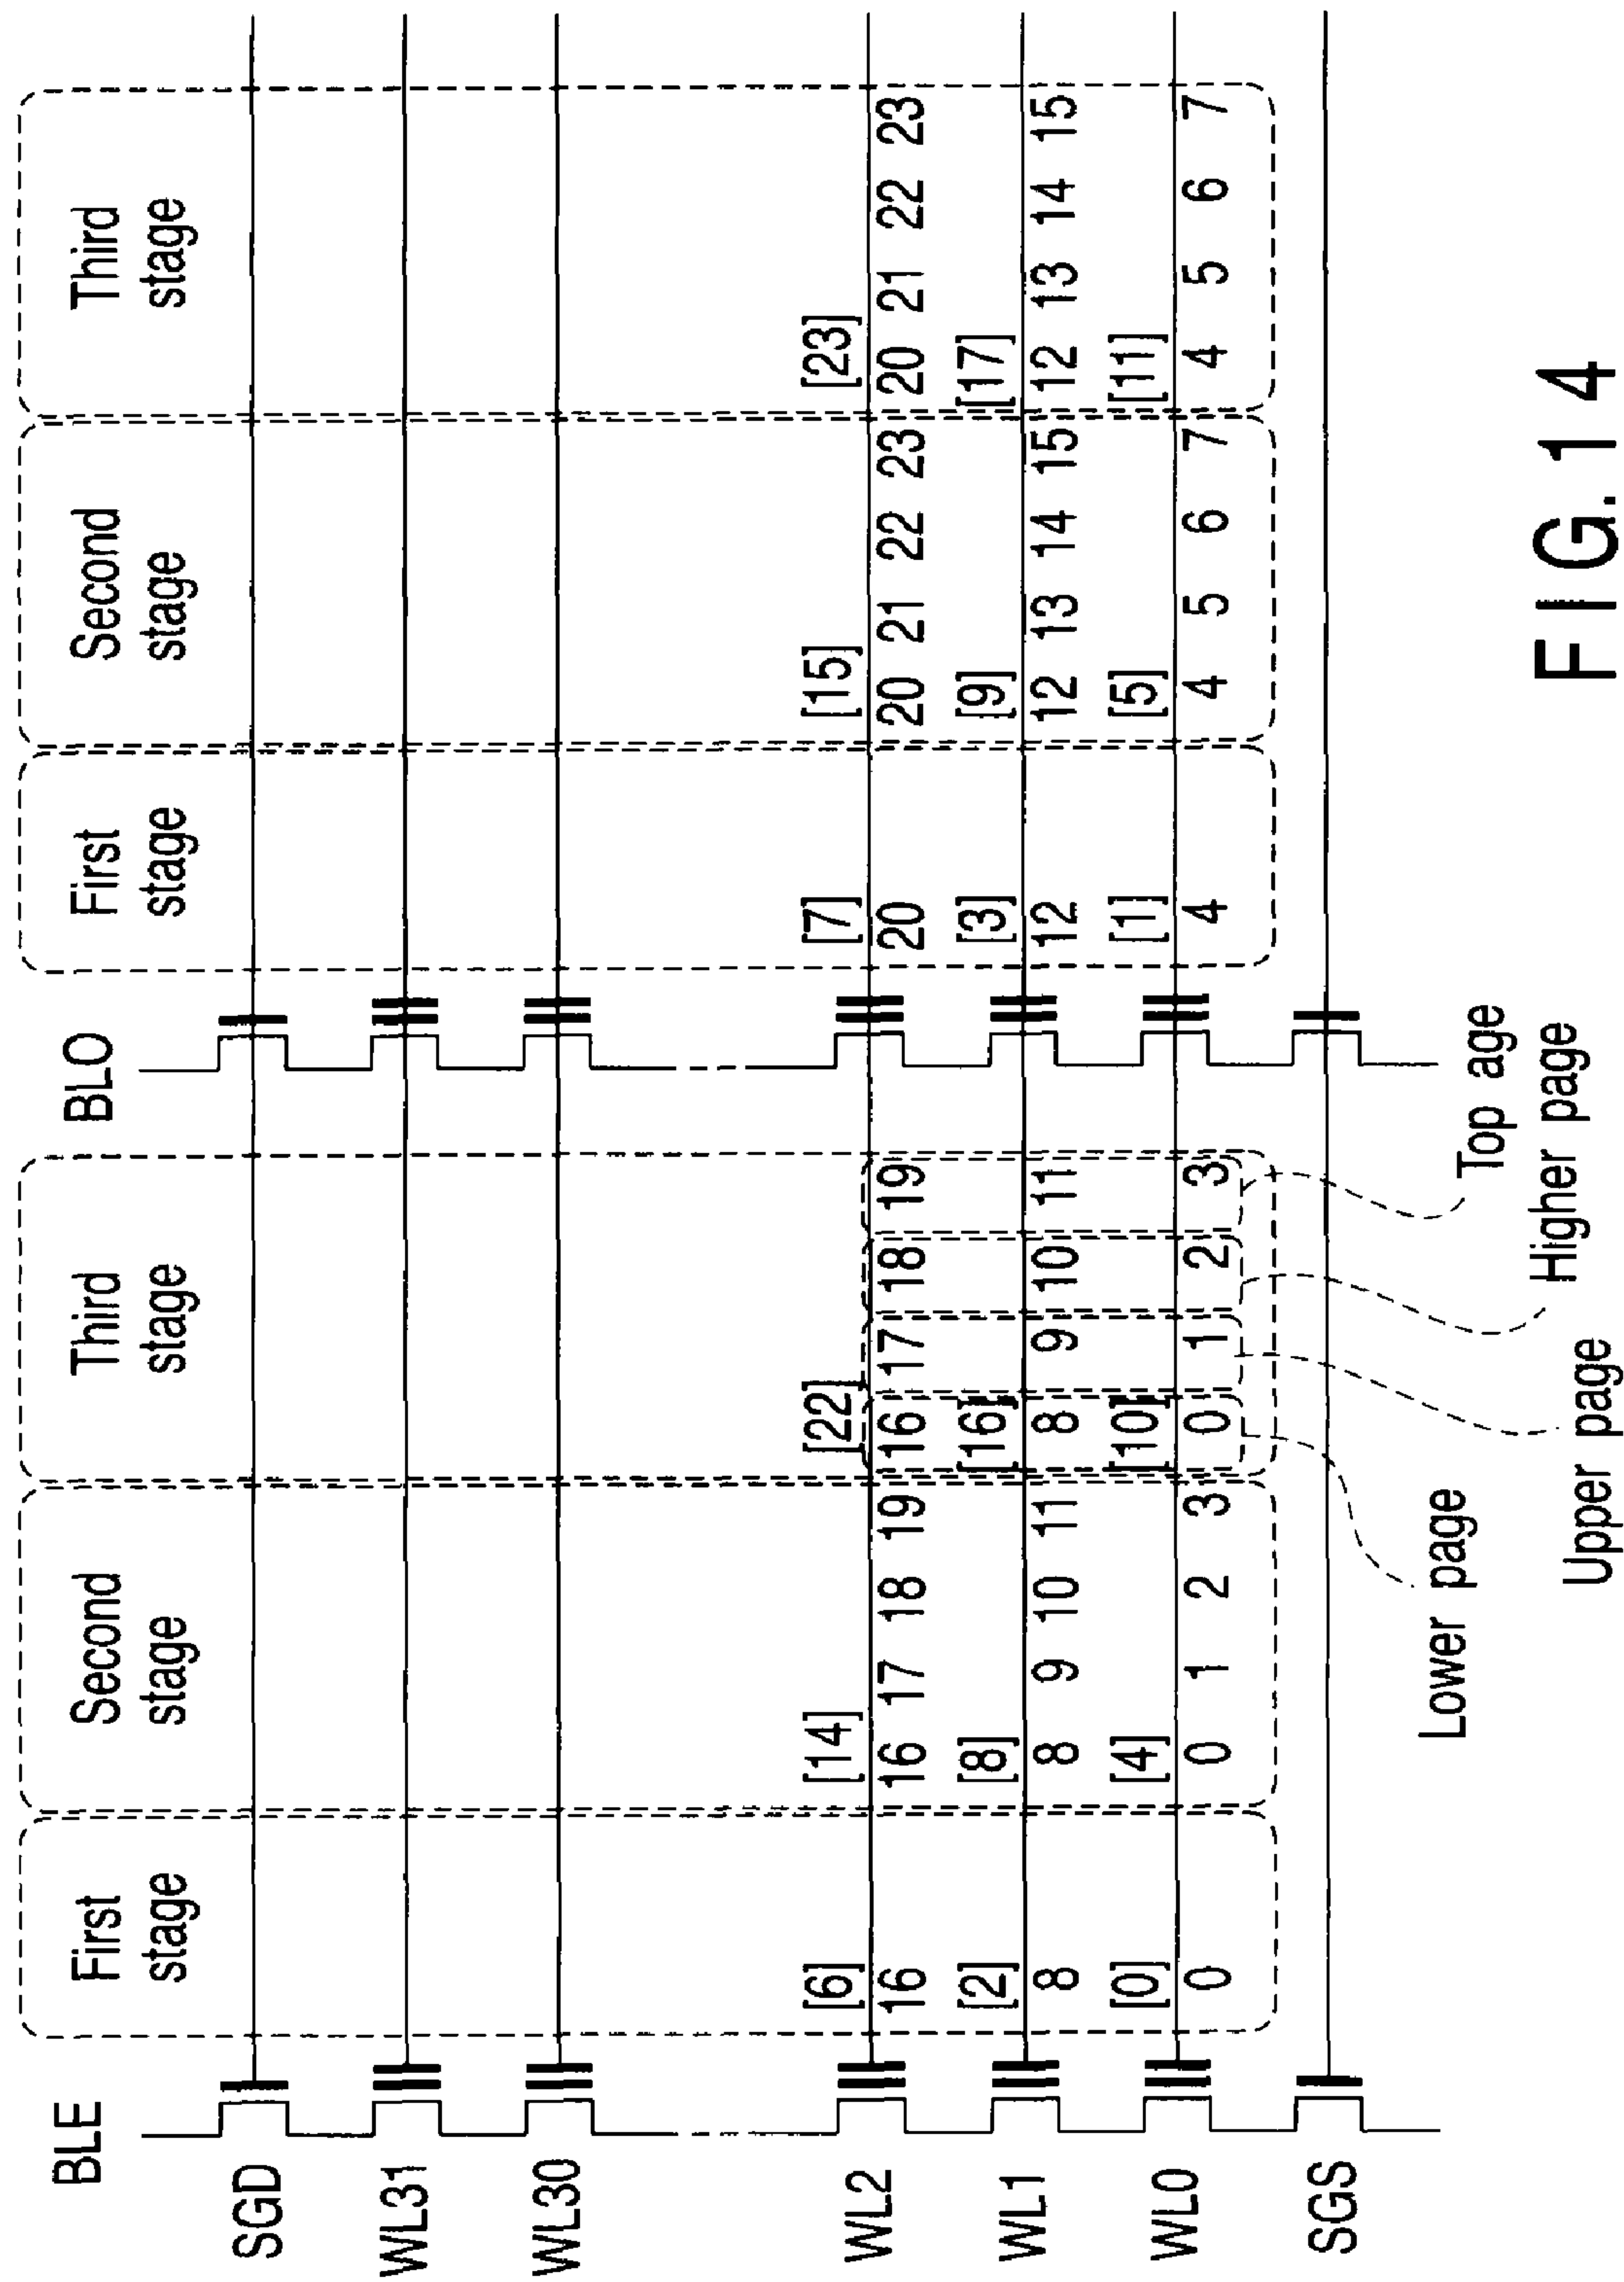 BLE
BLO
First stage
Second stage
Third stage
First stage
Second stage
Third stage
SGD
WL31
WL30
[6] [14] [22] [7] [15] [23]
WL2 16 16 17 18 19 16 17 18 19 20 20 21 22 23 20 21 22 23
[2] [8] [16] [3] [9] [17]
WL1 8 8 9 10 11 8 9 10 11 12 12 13 14 15 12 13 14 15
[0] [4] [10] [1] [5] [11]
WL0 0 0 1 2 3 0 1 2 3 4 4 5 6 7 4 5 6 7
SGS
Lower page
Upper page
Higher page
Top age
FIG. 14